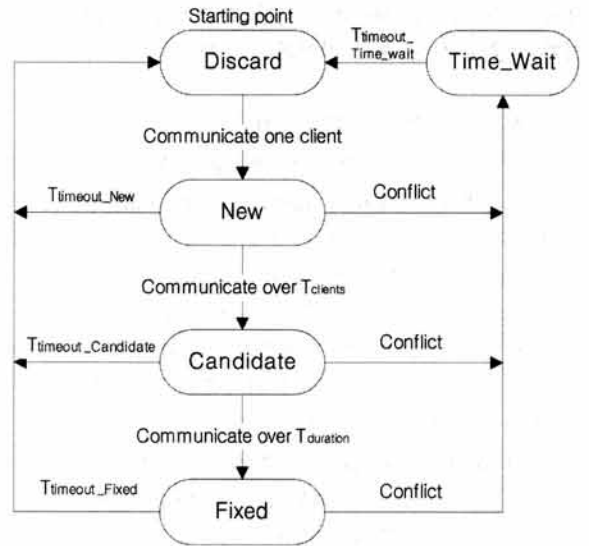 Starting point
Discard
Ttimeout_
Time_wait
Time_Wait
Communicate one client
Ttimeout_New
New
Conflict
Communicate over Tclients
Ttimeout_Candidate
Candidate
Conflict
Communicate over Tduration
Ttimeout_Fixed
Fixed
Conflict